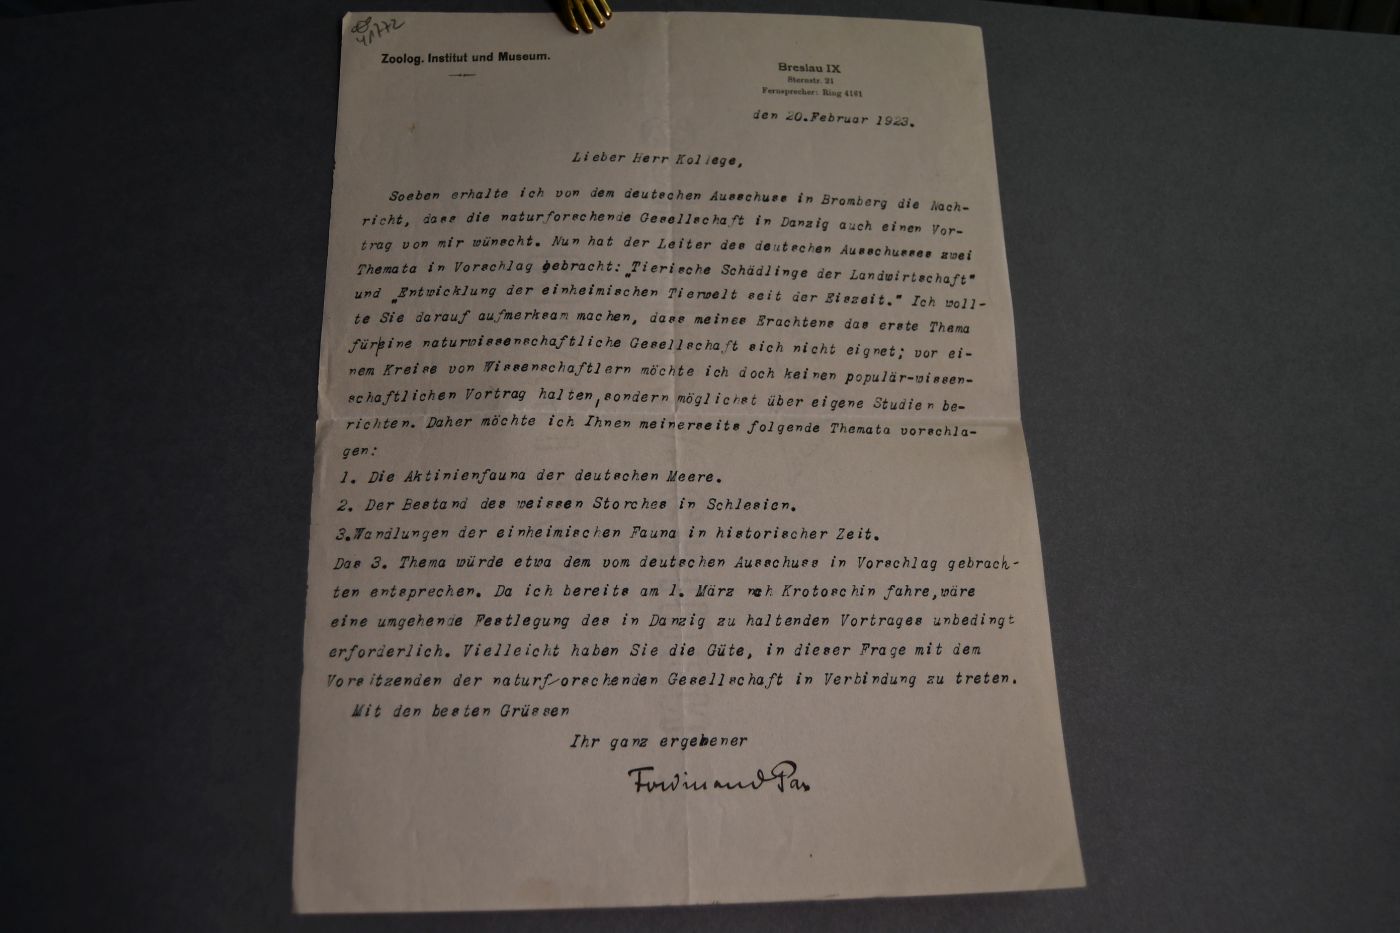 41772
Zoolog. Institut und Museum.
Breslau IX
Sternstr. 21
Fernsprecher: Ring 4161
den 20.Februar 1923.
Lieber Herr Kollege,
Soeben erhalte ich von dem deutschen Ausschuss in Bromberg die Nach-
richt, dass die naturforschende Gesellschaft in Danzig auch einen Vor-
trag von mir wünscht. Nun hat der Leiter des deutschen Ausschusses zwei
Themata in Vorschlag gebracht: „Tierische Schädlinge der Landwirtschaft"
und „Entwicklung der einheimischen Tierwelt seit der Eiszeit." Ich woll-
te Sie darauf aufmerksam machen, dass meines Erachtens das erste Thema
für eine naturwissenschaftliche Gesellschaft sich nicht eignet; vor ei-
nem Kreise von Wissenschaftlern möchte ich doch keinen populär-wissen-
schaftlichen Vortrag halten, sondern möglichst über eigene Studien be-
richten. Daher möchte ich Ihnen meinerseits folgende Themata vorschla-
gen:
1. Die Aktinienfauna der deutschen Meere.
2. Der Bestand des weissen Storches in Schlesien.
3.Wandlungen der einheimischen Fauna in historischer Zeit.
Das 3. Thema würde etwa dem vom deutschen Ausschuss in Vorschlag gebrach-
ten entsprechen. Da ich bereits am 1. März nach Krotoschin fahre,wäre
eine umgehende Festlegung des in Danzig zu haltenden Vortrages unbedingt
erforderlich. Vielleicht haben Sie die Güte, in dieser Frage mit dem
Vorsitzenden der naturforschenden Gesellschaft in Verbindung zu treten.
Mit den besten Grüssen
Ihr ganz ergebener
Ferdinand Pax